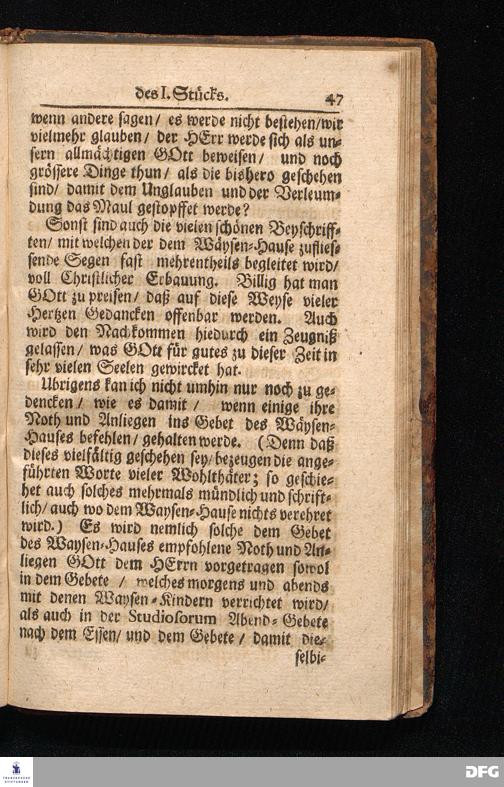 des I. Stücks. 47
wenn andere sagen/ es werde nicht bestehen/wir
vielmehr glauben/ der HErr werde sich als un-
sern allmächtigen GOtt beweisen/ und noch
grössere Dinge thun/ als die bishero geschehen
sind/ damit dem Unglauben und der Verleum-
dung das Maul gestopffet werde?
Sonst sind auch die vielen schönen Beyschriff-
ten/ mit welchen der dem Wäysen-Hause zufliess-
sende Segen fast mehrentheils begleitet wird/
voll Christlicher Erbauung. Billig hat man
GOtt zu preisen/ daß auf diese Weyse vieler
Hertzen Gedancken offenbar werden. Auch
wird den Nachkommen hiedurch ein Zeugniß
gelassen/ was GOtt für gutes zu dieser Zeit in
sehr vielen Seelen gewircket hat.
Ubrigens kan ich nicht umhin nur noch zu ge-
dencken/ wie es damit/ wenn einige ihre
Noth und Anliegen ins Gebet des Wäysen-
Hauses befehlen/ gehalten werde. (Denn daß
dieses vielfältig geschehen sey/ bezeugen die ange-
führten Worte vieler Wohlthäter; so geschie-
het auch solches mehrmals mündlich und schrift-
lich/ auch wo dem Waysen-Hause nichts verehret
wird.) Es wird nemlich solche dem Gebet
des Waysen-Hauses empfohlene Noth und An-
liegen GOtt dem HErrn vorgetragen sowol
in dem Gebete / welches morgens und abends
mit denen Waysen-Kindern verrichtet wird/
als auch in der Studiosorum Abend-Gebete
nach dem Essen/ und dem Gebete/ damit die-
selbi-
FRANCKESCHE
STIFTUNGEN
DFG